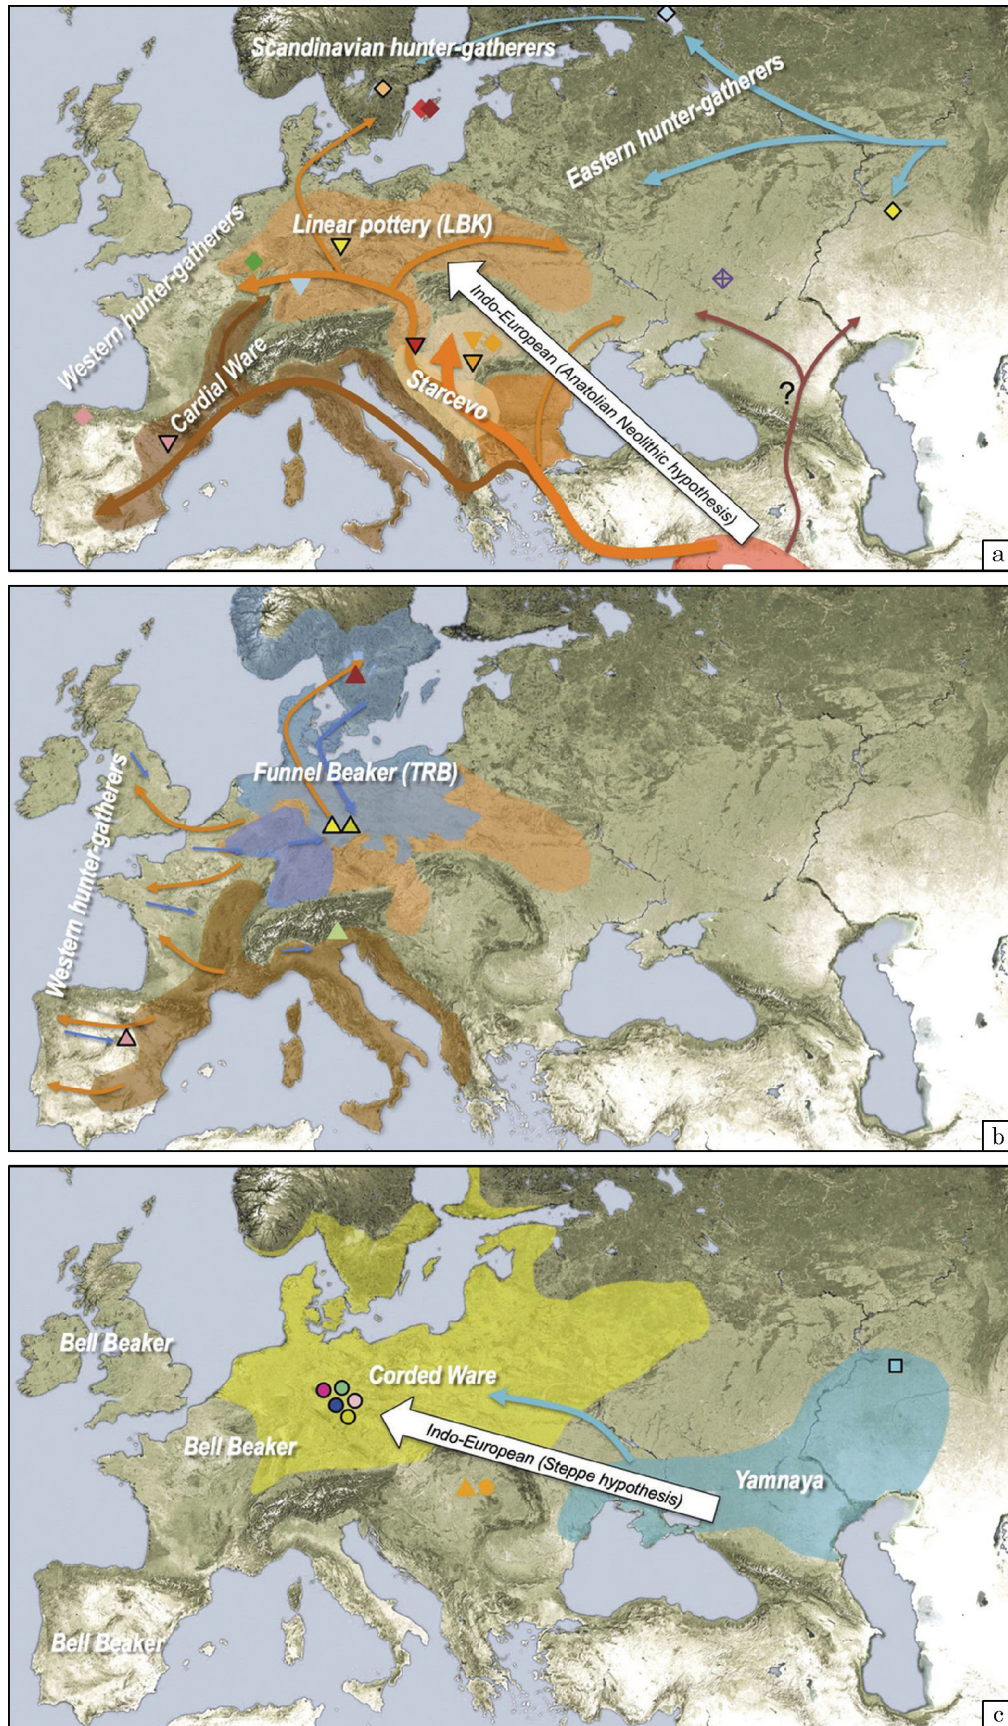 Scandinavian hunter-gatherers
Eastern hunter-gatherers
Western hunter-gatherers
Linear pottery (LBK)
Cardial Ware
Starcevo
Indo-European (Anatolian Neolithic hypothesis)
?
a
Western hunter-gatherers
Funnel Beaker (TRB)
b
Bell Beaker
Corded Ware
Bell Beaker
Indo-European (Steppe hypothesis)
Yamnaya
Bell Beaker
c